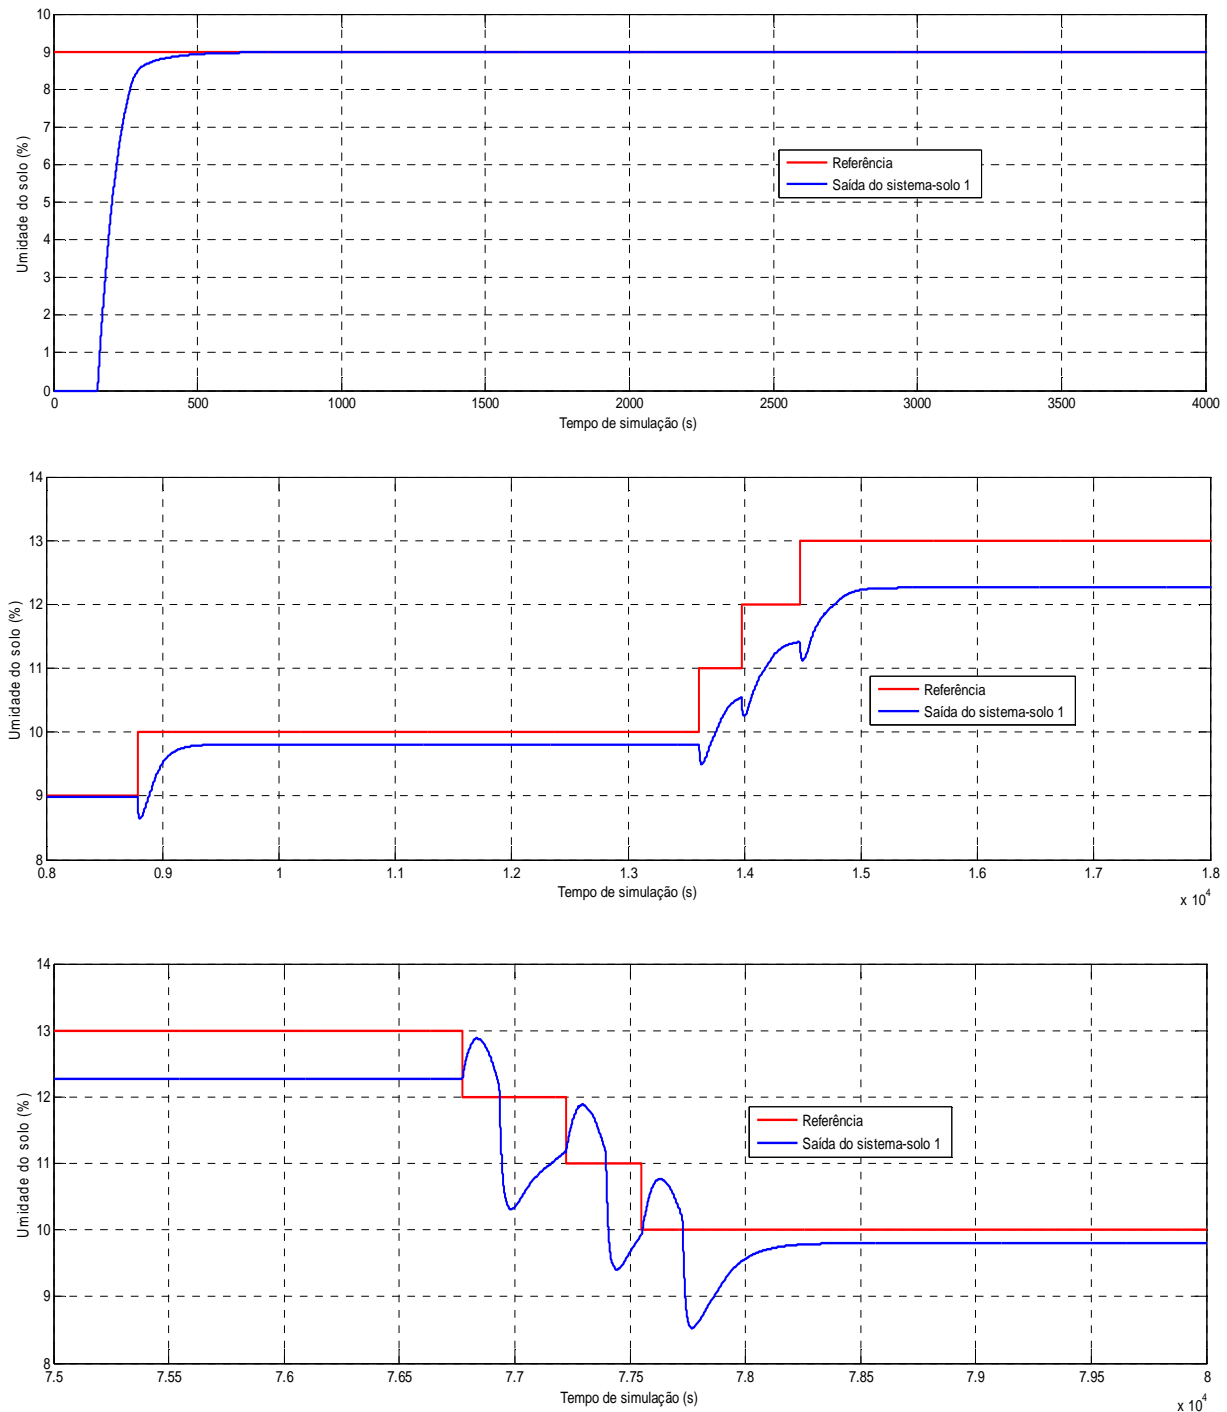 10
9
8
7
6
5
4
3
2
1
0
Umidade do solo (%)
0 500 1000 1500 2000 2500 3000 3500 4000
Tempo de simulação (s)
Referência
Saída do sistema-solo 1
14
13
12
11
10
9
8
Umidade do solo (%)
0.8 0.9 1 1.1 1.2 1.3 1.4 1.5 1.6 1.7 1.8
Tempo de simulação (s)
x 10^4
Referência
Saída do sistema-solo 1
14
13
12
11
10
9
8
Umidade do solo (%)
7.5 7.55 7.6 7.65 7.7 7.75 7.8 7.85 7.9 7.95 8
Tempo de simulação (s)
x 10^4
Referência
Saída do sistema-solo 1